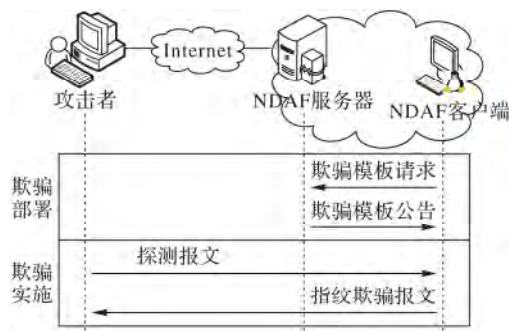 Internet
攻击者
NDAF服务器
NDAF客户端
欺骗
部署
欺骗模板请求
欺骗模板公告
欺骗
实施
探测报文
指纹欺骗报文